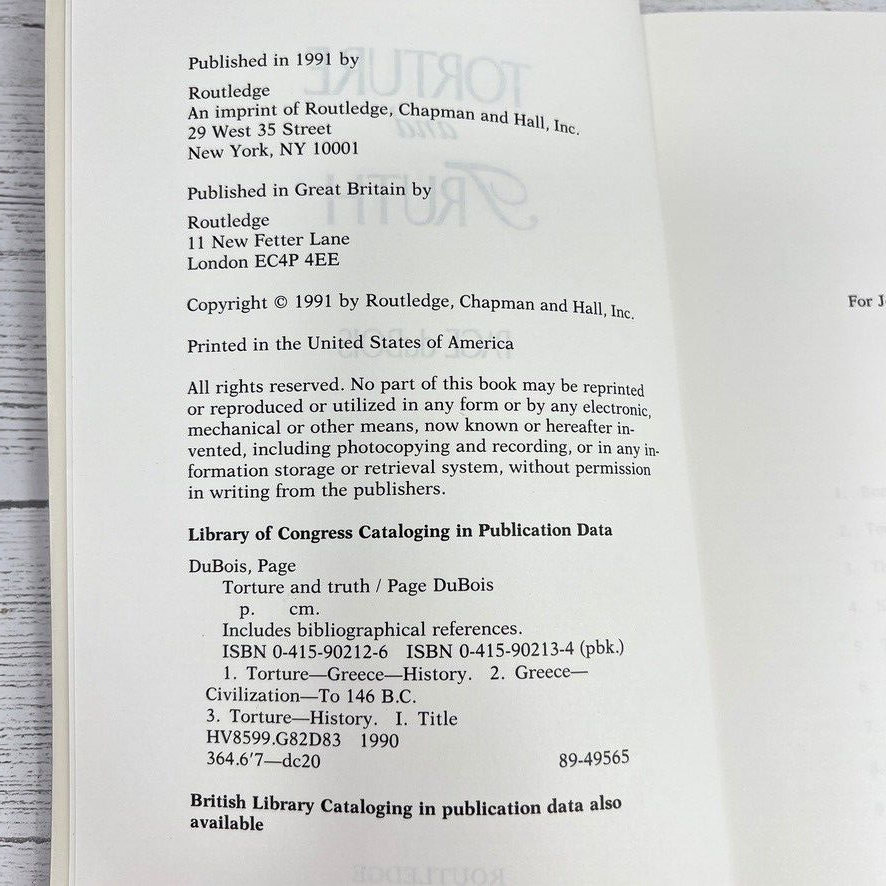 Published in 1991 by
Routledge
An imprint of Routledge, Chapman and Hall, Inc.
29 West 35 Street
New York, NY 10001
Published in Great Britain by
Routledge
11 New Fetter Lane
London EC4P 4EE
Copyright © 1991 by Routledge, Chapman and Hall, Inc.
Printed in the United States of America
All rights reserved. No part of this book may be reprinted
or reproduced or utilized in any form or by any electronic,
mechanical or other means, now known or hereafter in-
vented, including photocopying and recording, or in any in-
formation storage or retrieval system, without permission
in writing from the publishers.
Library of Congress Cataloging in Publication Data
DuBois, Page
Torture and truth / Page DuBois
p. cm.
Includes bibliographical references.
ISBN 0-415-90212-6 ISBN 0-415-90213-4 (pbk.)
1. Torture—Greece—History. 2. Greece—
Civilization—To 146 B.C.
3. Torture—History. I. Title
HV8599.G82D83 1990
364.6'7—dc20 89-49565
British Library Cataloging in publication data also
available
TORTURE
and
TRUTH
PAGE duBOIS
ROUTLEDGE
For J